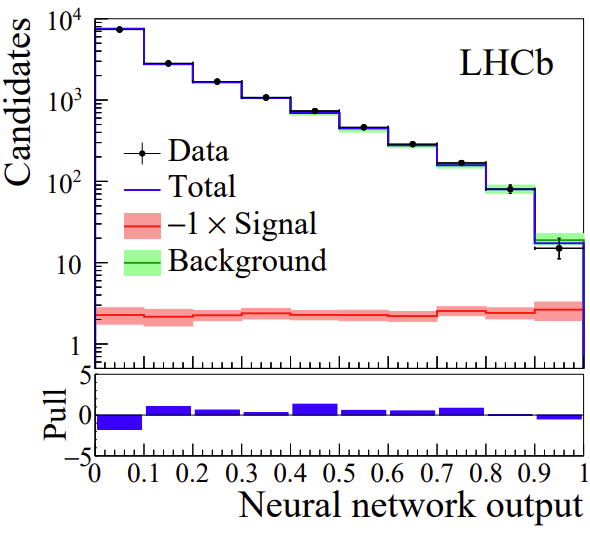 Candidates
10^4
10^3
10^2
10
1
LHCb
Data
Total
−1 × Signal
Background
Pull
5
0
−5
0 0.1 0.2 0.3 0.4 0.5 0.6 0.7 0.8 0.9 1
Neural network output